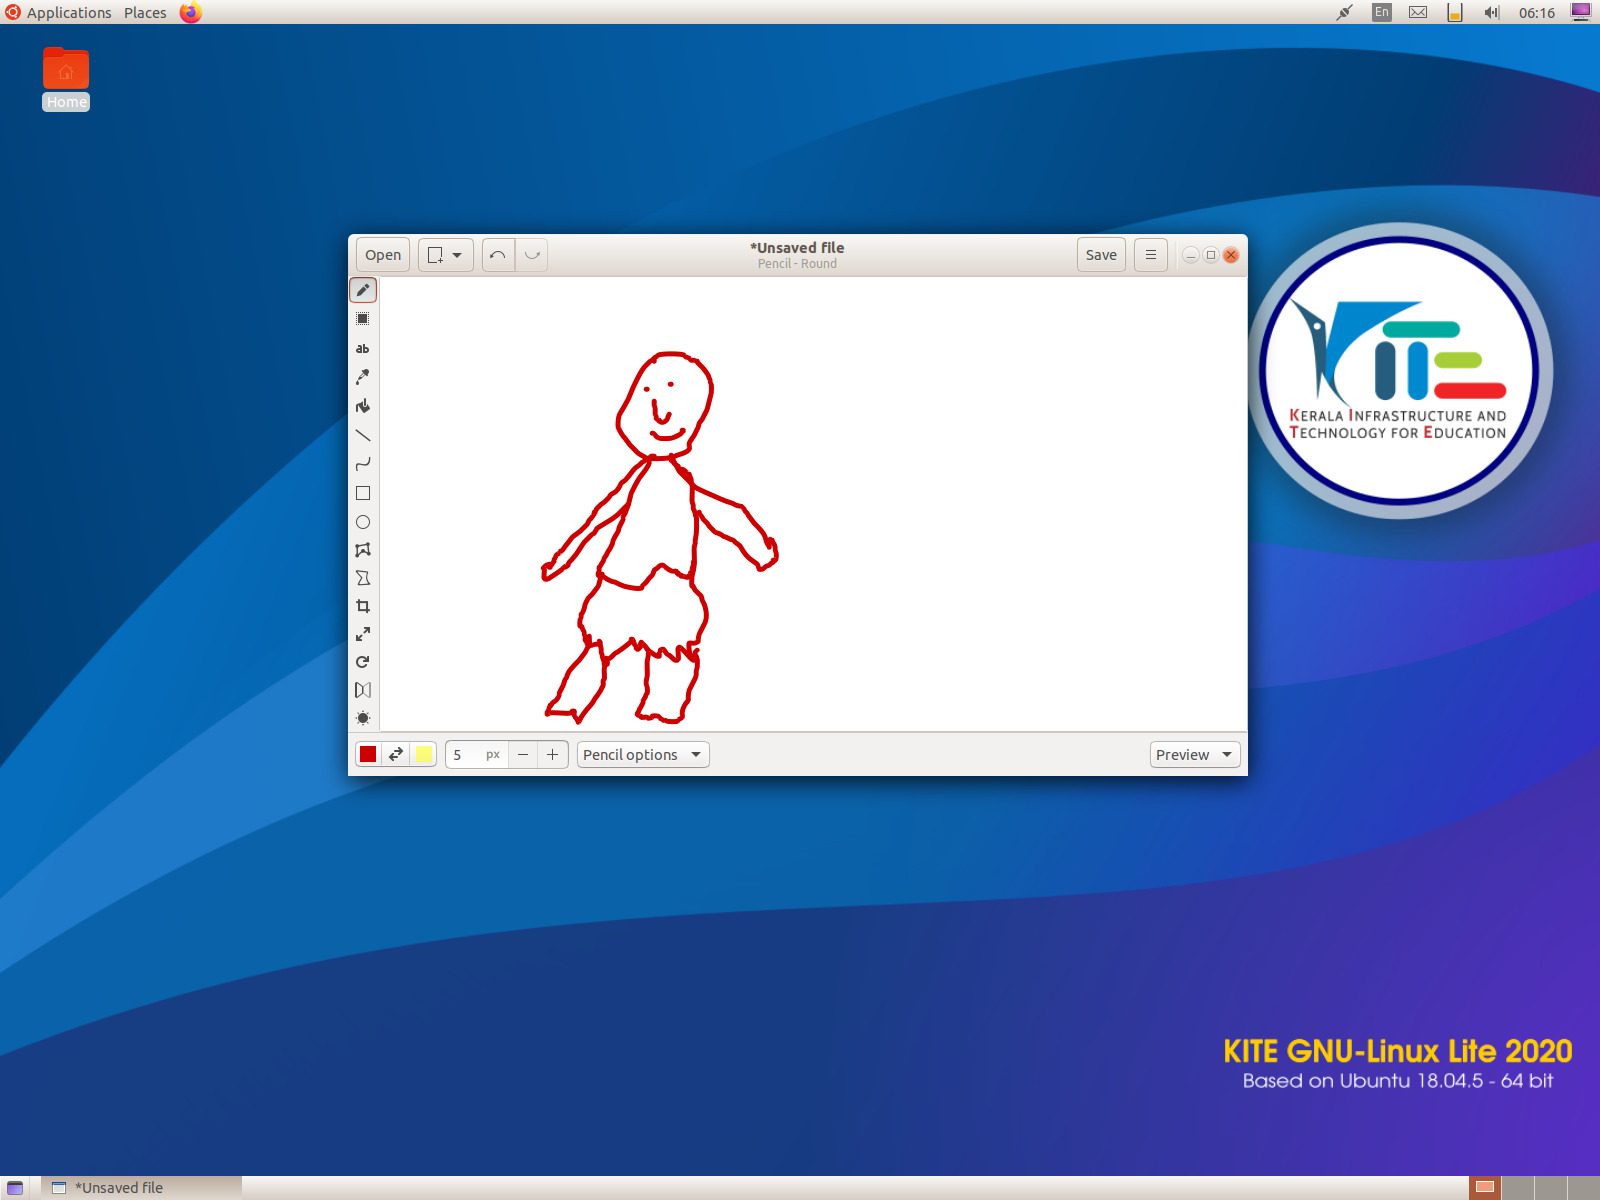 Applications Places
En
06:16
Home
Open
*Unsaved file
Pencil - Round
Save
ab
KERALA INFRASTRUCTURE AND
TECHNOLOGY FOR EDUCATION
5 px
Pencil options
Preview
KITE GNU-Linux Lite 2020
Based on Ubuntu 18.04.5 - 64 bit
*Unsaved file